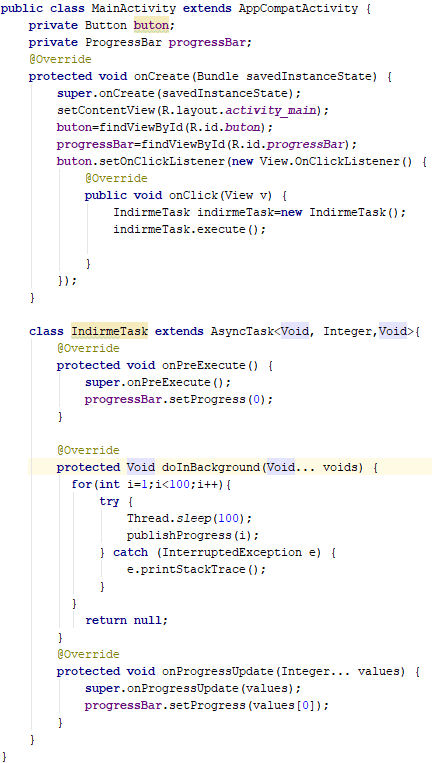 public class MainActivity extends AppCompatActivity {
    private Button buton;
    private ProgressBar progressBar;
    @Override
    protected void onCreate(Bundle savedInstanceState) {
        super.onCreate(savedInstanceState);
        setContentView(R.layout.activity_main);
        buton=findViewById(R.id.buton);
        progressBar=findViewById(R.id.progressBar);
        buton.setOnClickListener(new View.OnClickListener() {
            @Override
            public void onClick(View v) {
                IndirmeTask indirmeTask=new IndirmeTask();
                indirmeTask.execute();

            }
        });
    }

    class IndirmeTask extends AsyncTask<Void, Integer,Void>{
        @Override
        protected void onPreExecute() {
            super.onPreExecute();
            progressBar.setProgress(0);
        }

        @Override
        protected Void doInBackground(Void... voids) {
          for(int i=1;i<100;i++){
              try {
                  Thread.sleep(100);
                  publishProgress(i);
              } catch (InterruptedException e) {
                  e.printStackTrace();
              }
          }
            return null;
        }
        @Override
        protected void onProgressUpdate(Integer... values) {
            super.onProgressUpdate(values);
            progressBar.setProgress(values[0]);
        }
    }
}